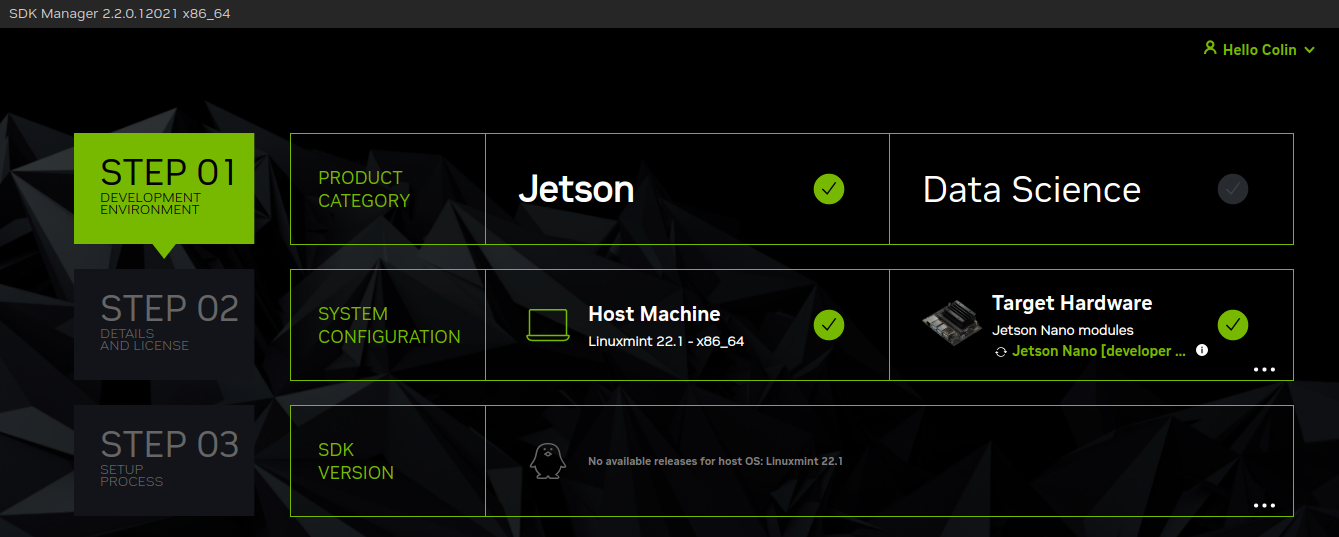 SDK Manager 2.2.0.12021 x86_64
Hello Colin
STEP 01
DEVELOPMENT
ENVIRONMENT
PRODUCT
CATEGORY
Jetson
Data Science
STEP 02
DETAILS
AND LICENSE
SYSTEM
CONFIGURATION
Host Machine
Linuxmint 22.1 - x86_64
Target Hardware
Jetson Nano modules
Jetson Nano [developer ...
STEP 03
SETUP
PROCESS
SDK
VERSION
No available releases for host OS: Linuxmint 22.1